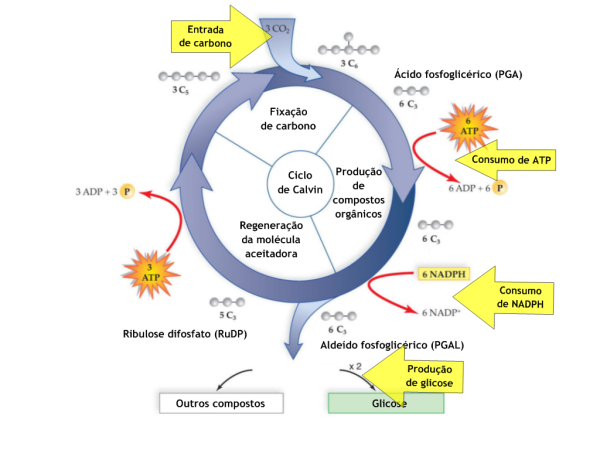 Entrada
de carbono
3 CO₂
3 C₆
3 C₅
Ácido fosfoglicérico (PGA)
6 C₃
Fixação
de carbono
6
ATP
Consumo de ATP
6 ADP + 6 P
Ciclo
de Calvin
Produção
de
compostos
orgânicos
3 ADP + 3 P
Regeneração
da molécula
aceitadora
6 C₃
3
ATP
6 NADPH
Consumo
de NADPH
6 NADP⁺
5 C₃
6 C₃
Ribulose difosfato (RuDP)
Aldeido fosfoglicérico (PGAL)
x 2
Produção
de glicose
Outros compostos
Glicose